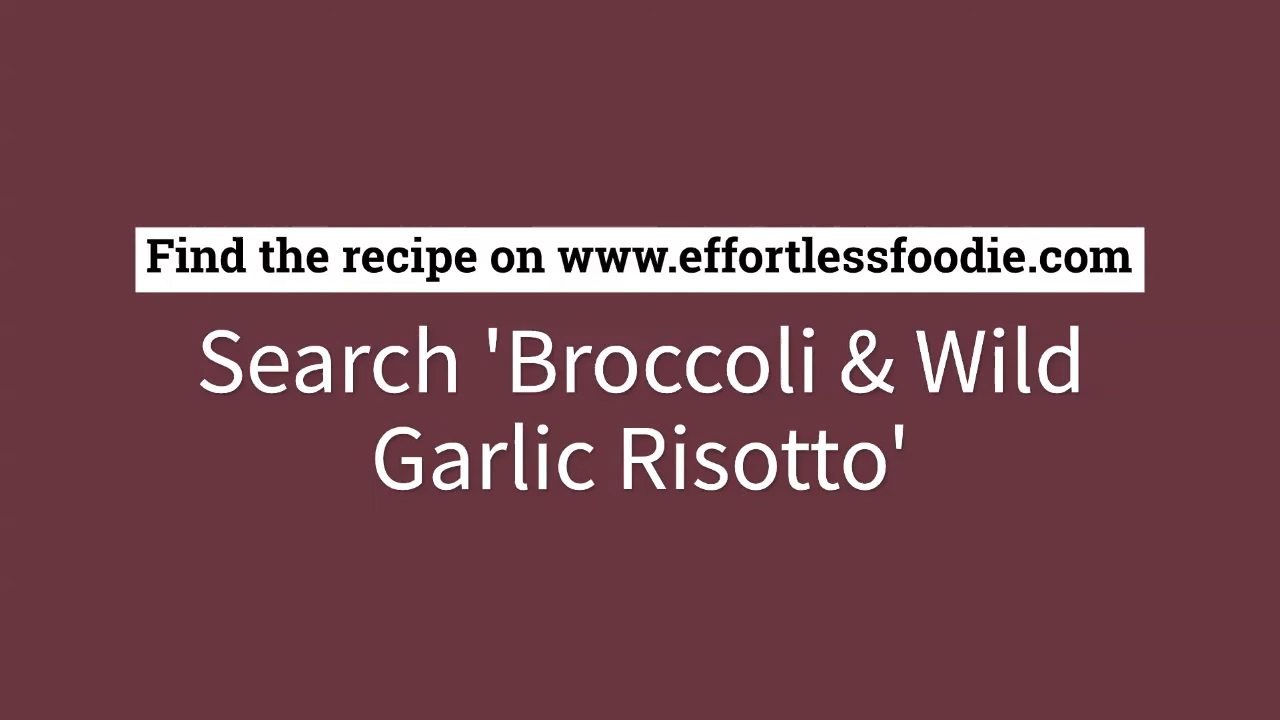 Find the recipe on www.effortlessfoodie.com
Search 'Broccoli & Wild
Garlic Risotto'